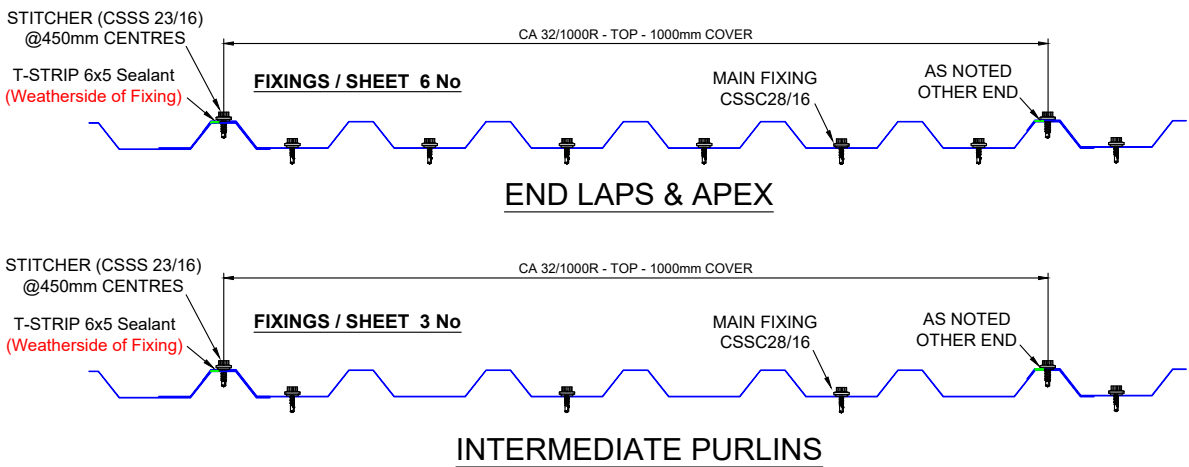 STITCHER (CSSS 23/16)
@450mm CENTRES
T-STRIP 6x5 Sealant
(Weatherside of Fixing)
CA 32/1000R - TOP - 1000mm COVER
FIXINGS / SHEET 6 No
MAIN FIXING
CSSC28/16
AS NOTED
OTHER END
END LAPS & APEX
STITCHER (CSSS 23/16)
@450mm CENTRES
T-STRIP 6x5 Sealant
(Weatherside of Fixing)
CA 32/1000R - TOP - 1000mm COVER
FIXINGS / SHEET 3 No
MAIN FIXING
CSSC28/16
AS NOTED
OTHER END
INTERMEDIATE PURLINS